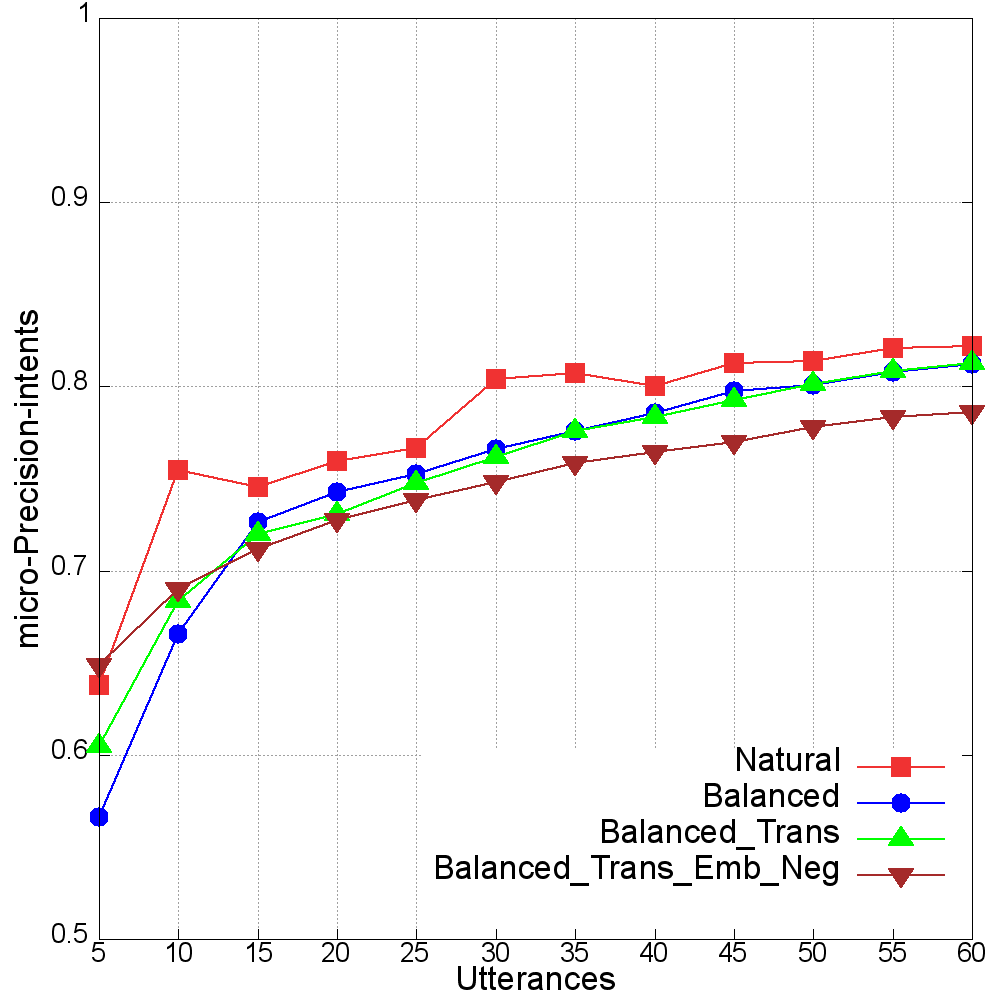 1
0.9
0.8
0.7
0.6
0.5
micro-Precision-intents
Natural
Balanced
Balanced_Trans
Balanced_Trans_Emb_Neg
5 10 15 20 25 30 35 40 45 50 55 60
Utterances